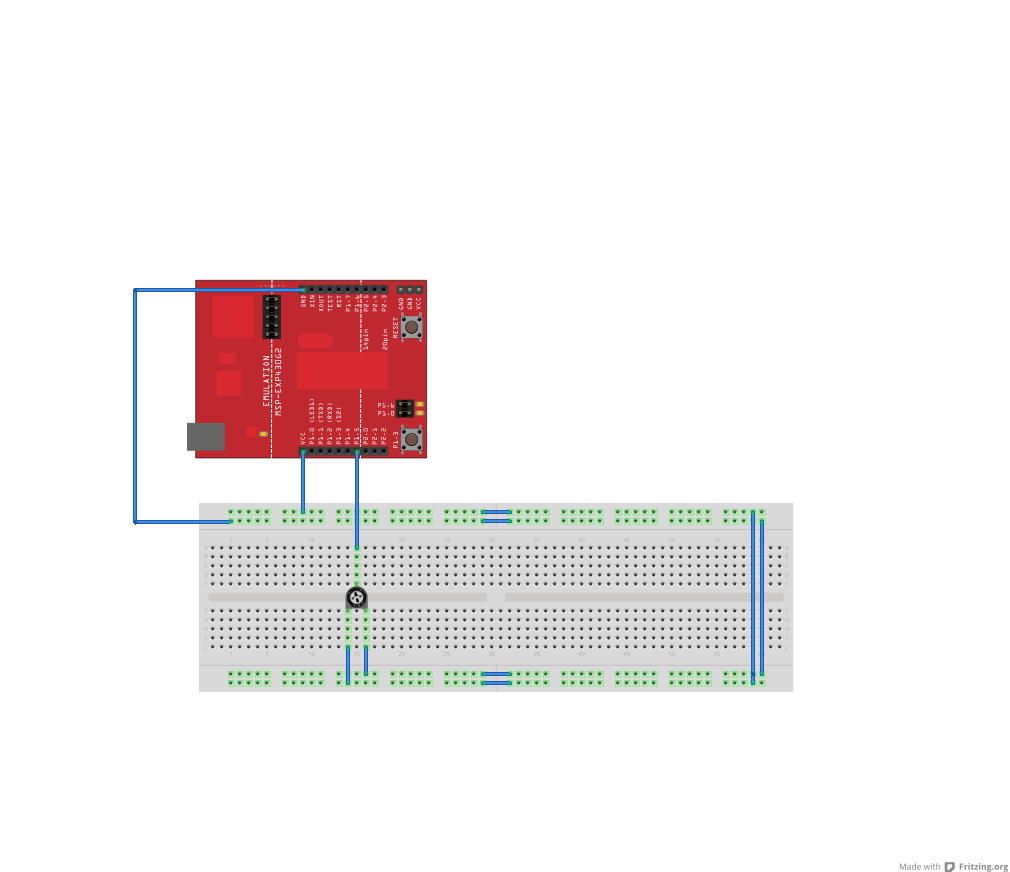 GND
XIN
XOUT
TEST
RST
P1.7
P1.6
P2.5
P2.4
P2.3
GND
GND
VCC
RESET
14pin
20pin
EMULATION
MSP-EXP430G2
P1.6
P1.0
P1.3
VCC
P1.0 (LED1)
P1.1 (TXD)
P1.2 (RXD)
P1.3 (S2)
P1.4
P1.5
P2.0
P2.1
P2.2
1 5 10 15 20 25 30 35 40 45 50 55 60
A
B
C
D
E
F
G
H
I
J
Made with Fritzing.org